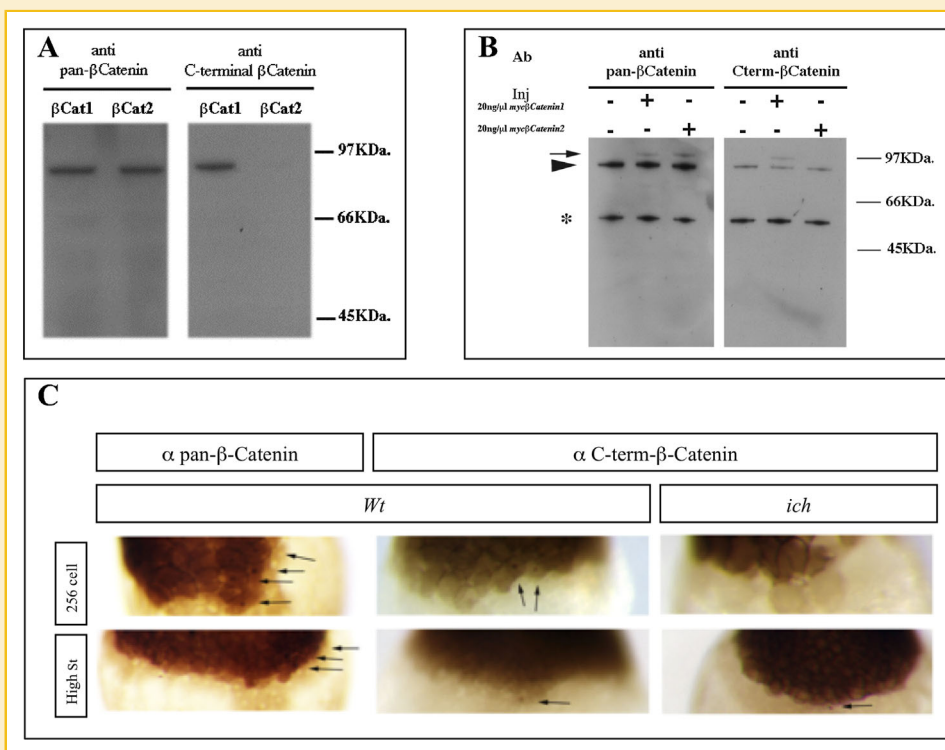 A
anti
pan-βCatenin
anti
C-terminal βCatenin
βCat1 βCat2 βCat1 βCat2
97KDa.
66KDa.
45KDa.
B
Ab
anti
pan-βCatenin
anti
Cterm-βCatenin
Inj
20ng/µl mycβCatenin1 - + - - + -
20ng/µl mycβCatenin2 - - + - - +
*
97KDa.
66KDa.
45KDa.
C
α pan-β-Catenin
α C-term-β-Catenin
Wt
ich
256 cell
High St